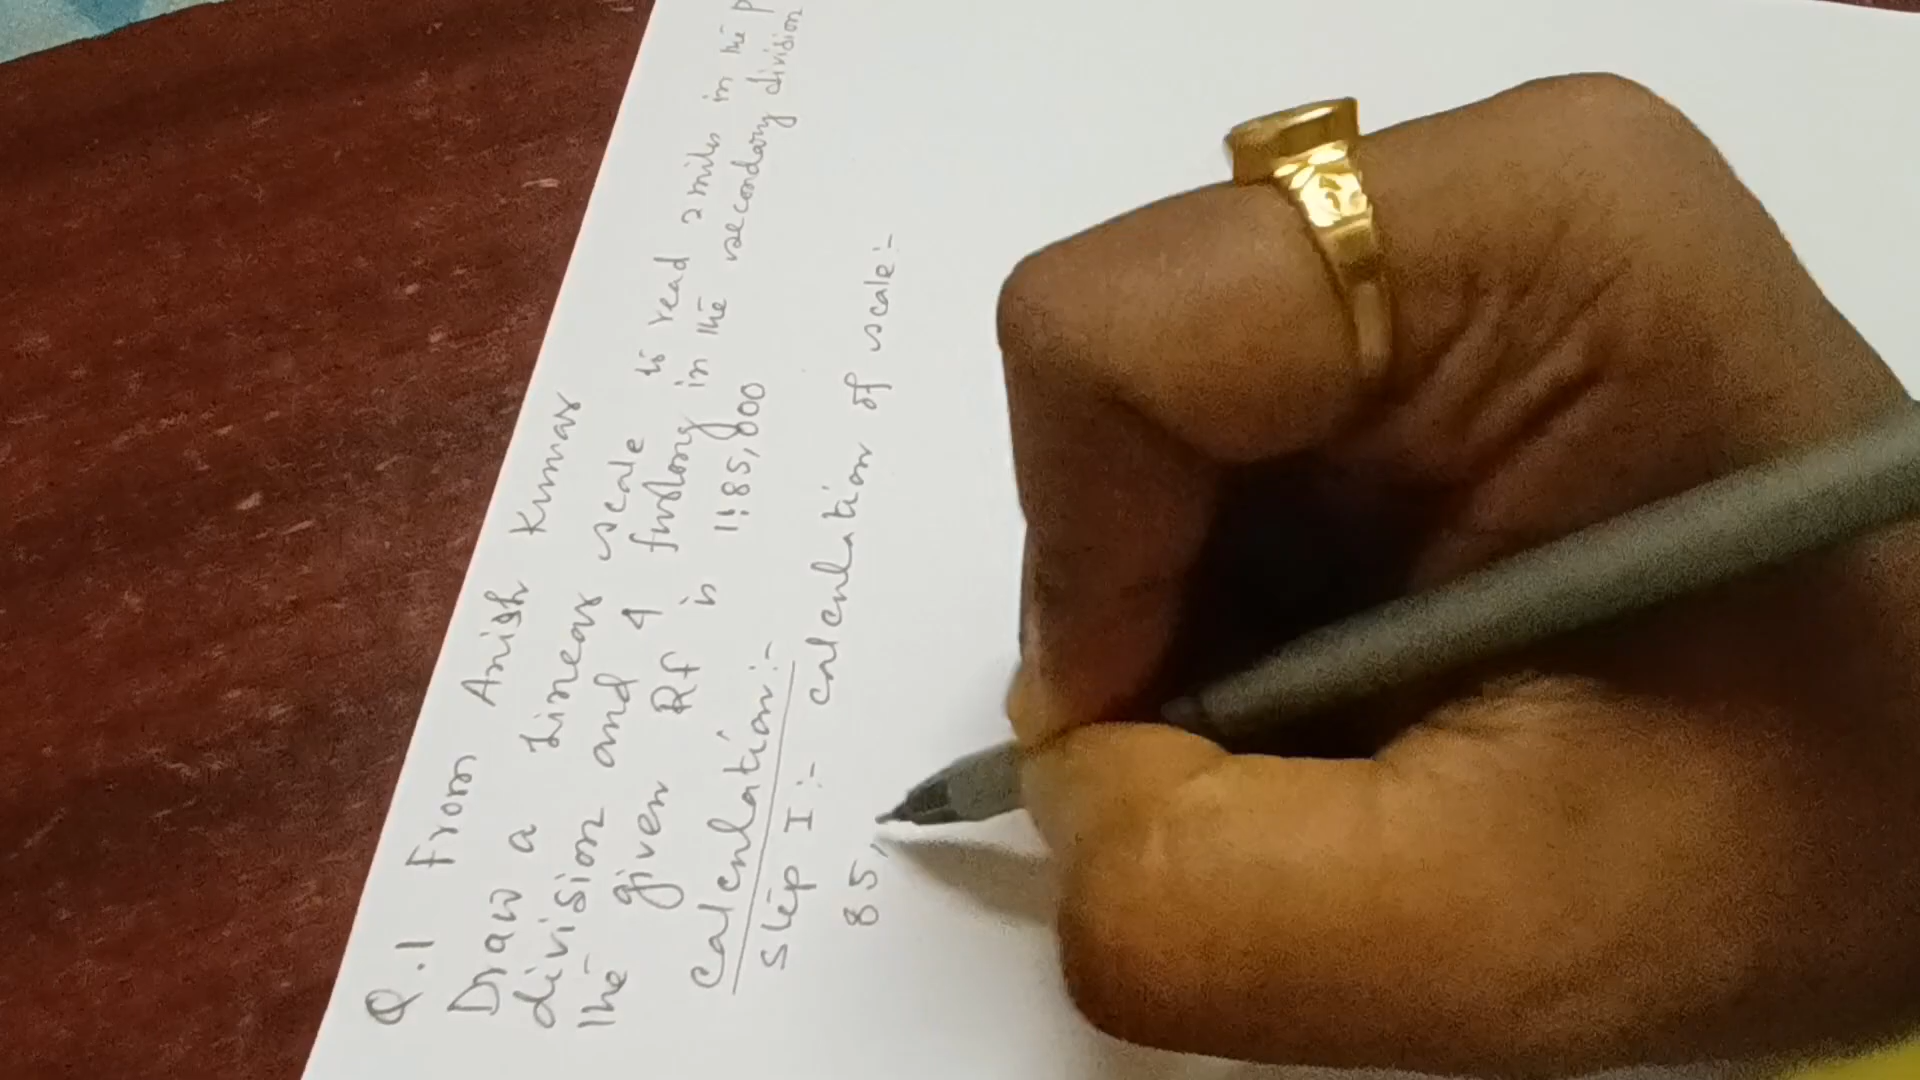 Q.1 From Anish Kumar
Draw a Linear scale to read 2 miles in the p
division and 4 furlong in the secondary division
the given Rf is 1:85,000
Calculation:-
Step I:- calculation of scale:-
85,